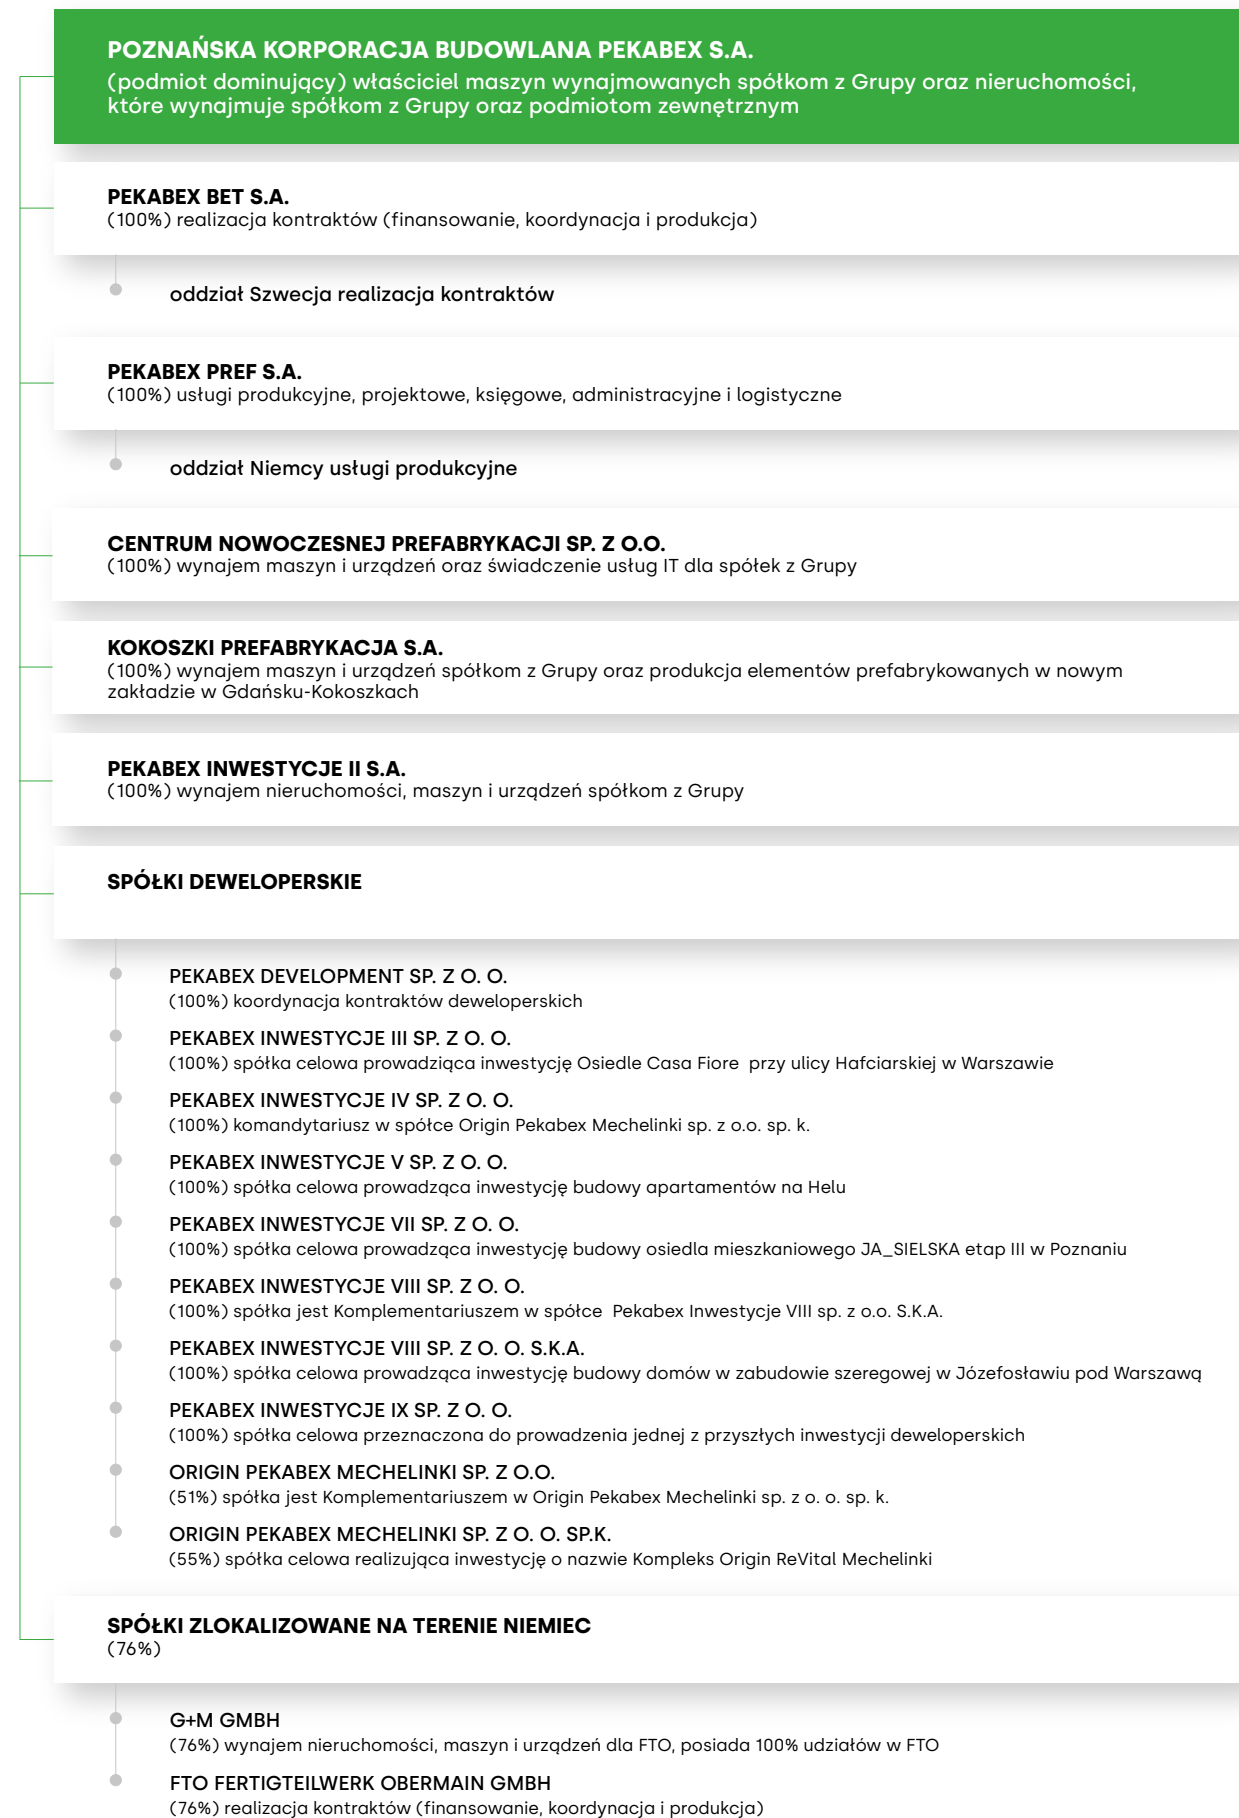 POZNAŃSKA KORPORACJA BUDOWLANA PEKABEX S.A.
(podmiot dominujący) właściciel maszyn wynajmowanych spółkom z Grupy oraz nieruchomości,
które wynajmuje spółkom z Grupy oraz podmiotom zewnętrznym
PEKABEX BET S.A.
(100%) realizacja kontraktów (finansowanie, koordynacja i produkcja)
oddział Szwecja realizacja kontraktów
PEKABEX PREF S.A.
(100%) usługi produkcyjne, projektowe, księgowe, administracyjne i logistyczne
oddział Niemcy usługi produkcyjne
CENTRUM NOWOCZESNEJ PREFABRYKACJI SP. Z O.O.
(100%) wynajem maszyn i urządzeń oraz świadczenie usług IT dla spółek z Grupy
KOKOSZKI PREFABRYKACJA S.A.
(100%) wynajem maszyn i urządzeń spółkom z Grupy oraz produkcja elementów prefabrykowanych w nowym
zakładzie w Gdańsku-Kokoszkach
PEKABEX INWESTYCJE II S.A.
(100%) wynajem nieruchomości, maszyn i urządzeń spółkom z Grupy
SPÓŁKI DEWELOPERSKIE
PEKABEX DEVELOPMENT SP. Z O. O.
(100%) koordynacja kontraktów deweloperskich
PEKABEX INWESTYCJE III SP. Z O. O.
(100%) spółka celowa prowadziąca inwestycję Osiedle Casa Fiore przy ulicy Hafciarskiej w Warszawie
PEKABEX INWESTYCJE IV SP. Z O. O.
(100%) komandytariusz w spółce Origin Pekabex Mechelinki sp. z o.o. sp. k.
PEKABEX INWESTYCJE V SP. Z O. O.
(100%) spółka celowa prowadząca inwestycję budowy apartamentów na Helu
PEKABEX INWESTYCJE VII SP. Z O. O.
(100%) spółka celowa prowadząca inwestycję budowy osiedla mieszkaniowego JA_SIELSKA etap III w Poznaniu
PEKABEX INWESTYCJE VIII SP. Z O. O.
(100%) spółka jest Komplementariuszem w spółce Pekabex Inwestycje VIII sp. z o.o. S.K.A.
PEKABEX INWESTYCJE VIII SP. Z O. O. S.K.A.
(100%) spółka celowa prowadząca inwestycję budowy domów w zabudowie szeregowej w Józefosławiu pod Warszawą
PEKABEX INWESTYCJE IX SP. Z O. O.
(100%) spółka celowa przeznaczona do prowadzenia jednej z przyszłych inwestycji deweloperskich
ORIGIN PEKABEX MECHELINKI SP. Z O.O.
(51%) spółka jest Komplementariuszem w Origin Pekabex Mechelinki sp. z o. o. sp. k.
ORIGIN PEKABEX MECHELINKI SP. Z O. O. SP.K.
(55%) spółka celowa realizująca inwestycję o nazwie Kompleks Origin ReVital Mechelinki
SPÓŁKI ZLOKALIZOWANE NA TERENIE NIEMIEC
(76%)
G+M GMBH
(76%) wynajem nieruchomości, maszyn i urządzeń dla FTO, posiada 100% udziałów w FTO
FTO FERTIGTEILWERK OBERMAIN GMBH
(76%) realizacja kontraktów (finansowanie, koordynacja i produkcja)